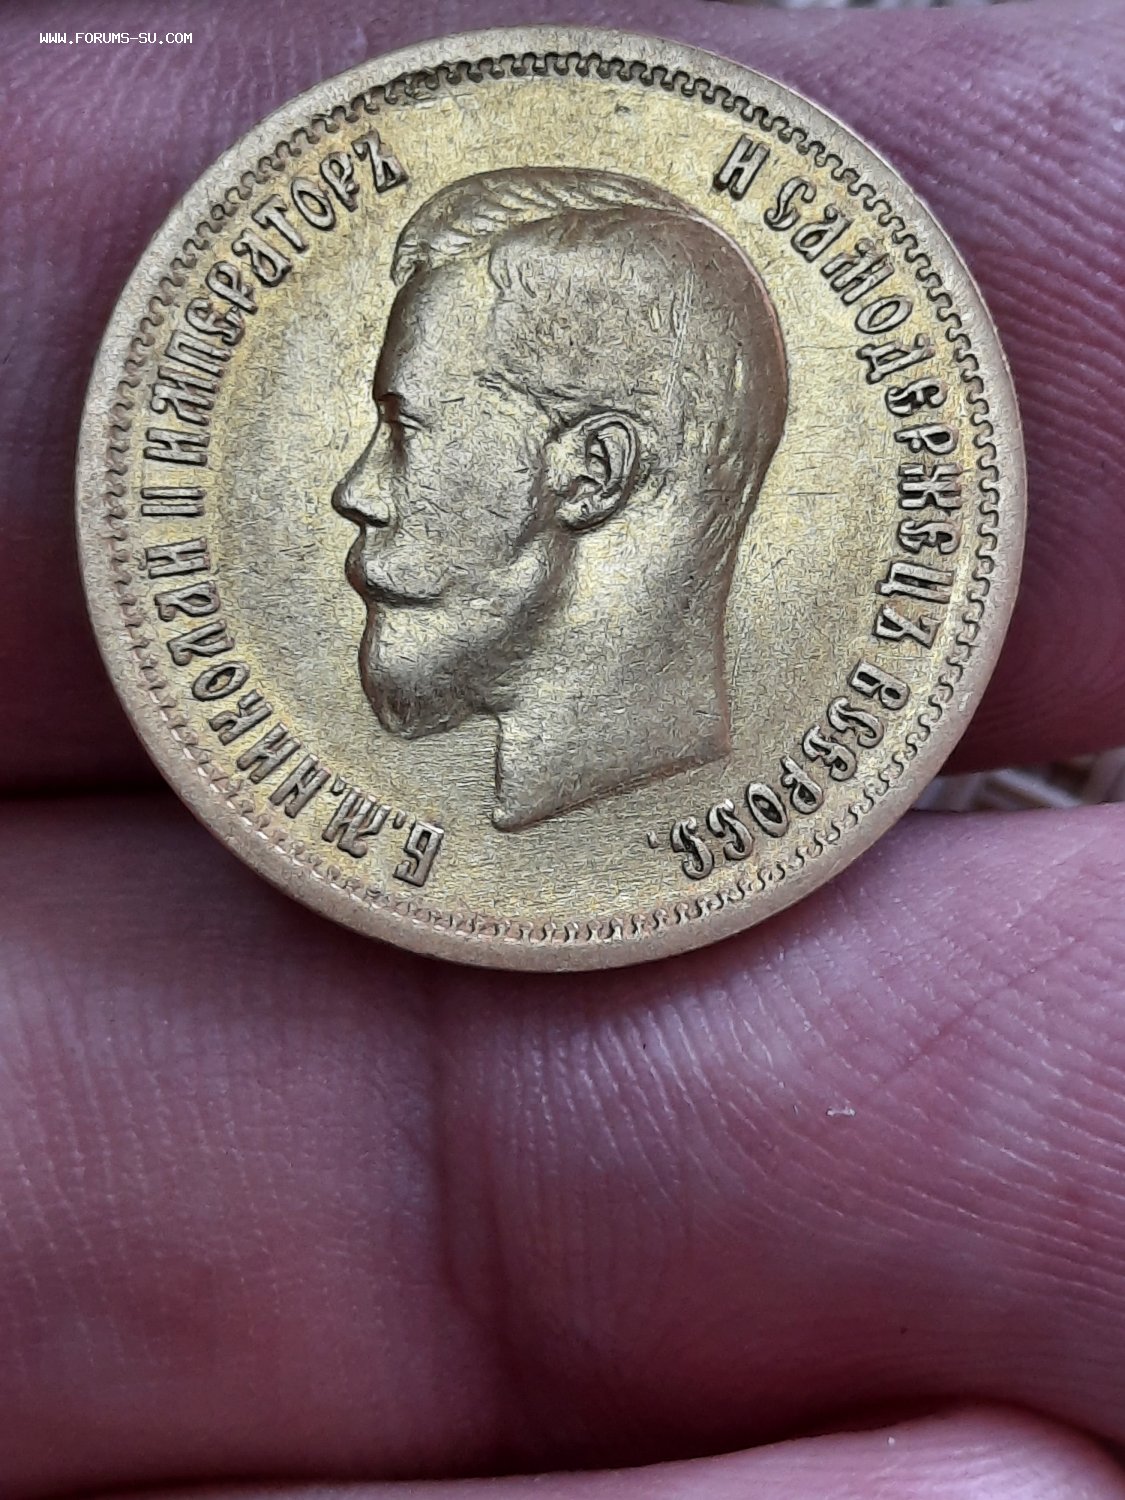 WWW.FORUMS-SU.COM
Б.М.НИКОЛАЙ II ИМПЕРАТОРЪ
И САМОДЕРЖЕЦЪ ВСЕРОСС.